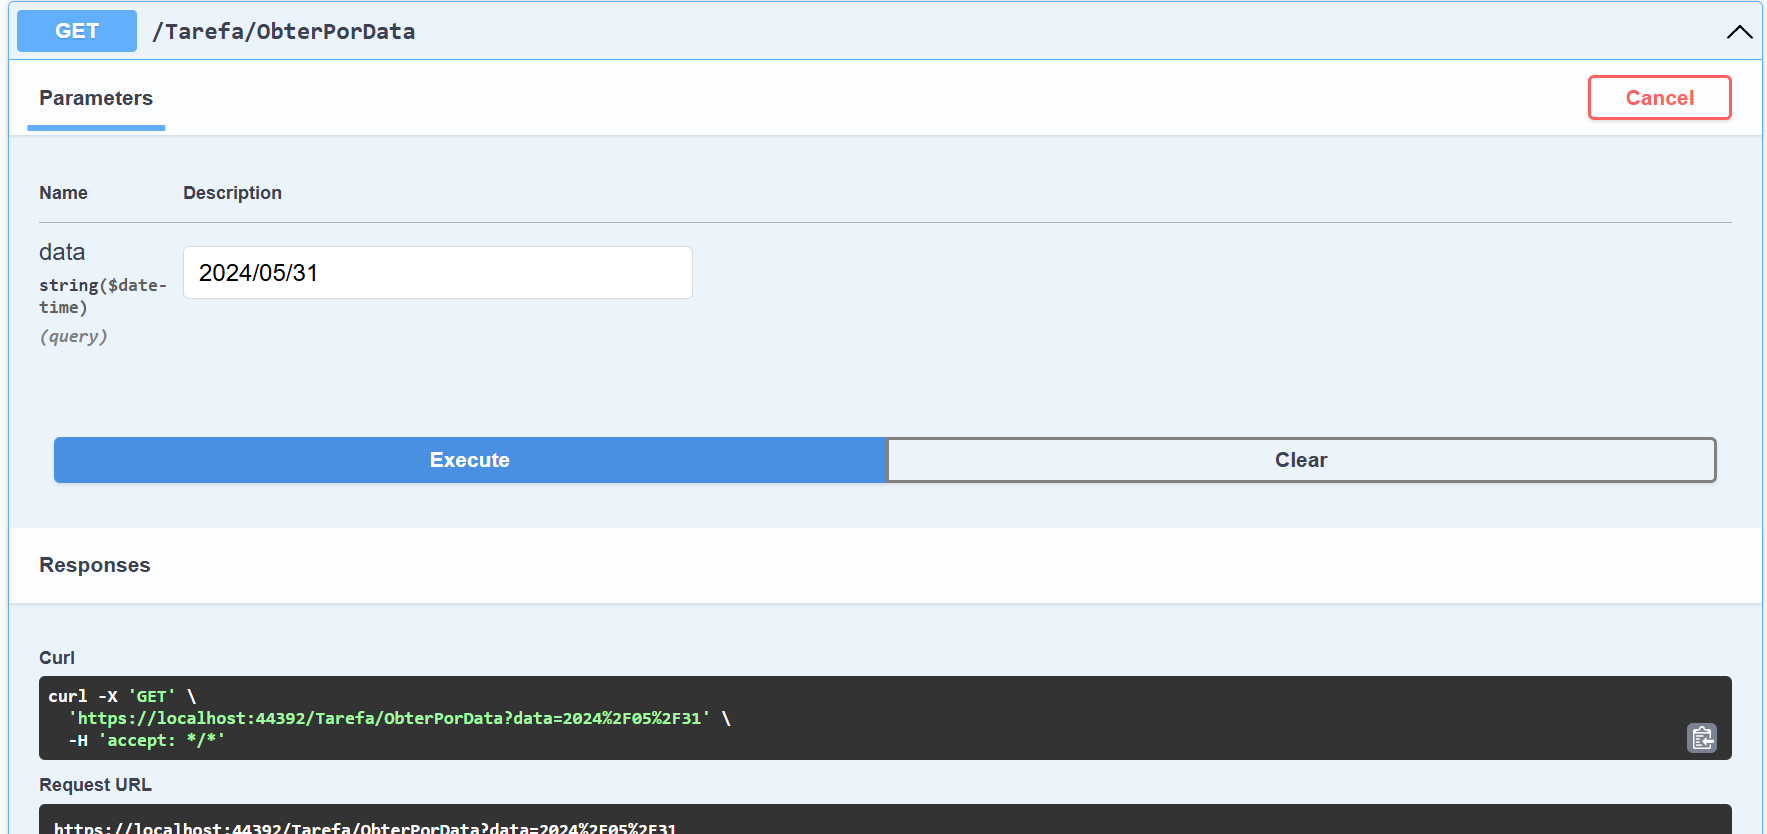 GET /Tarefa/ObterPorData
Parameters
Cancel
Name Description
data
string($date-
time)
(query)
2024/05/31
Execute
Clear
Responses
Curl
curl -X 'GET' \
'https://localhost:44392/Tarefa/ObterPorData?data=2024%2F05%2F31' \
-H 'accept: */*'
Request URL
https://localhost:44392/Tarefa/ObterPorData?data=2024%2F05%2F31